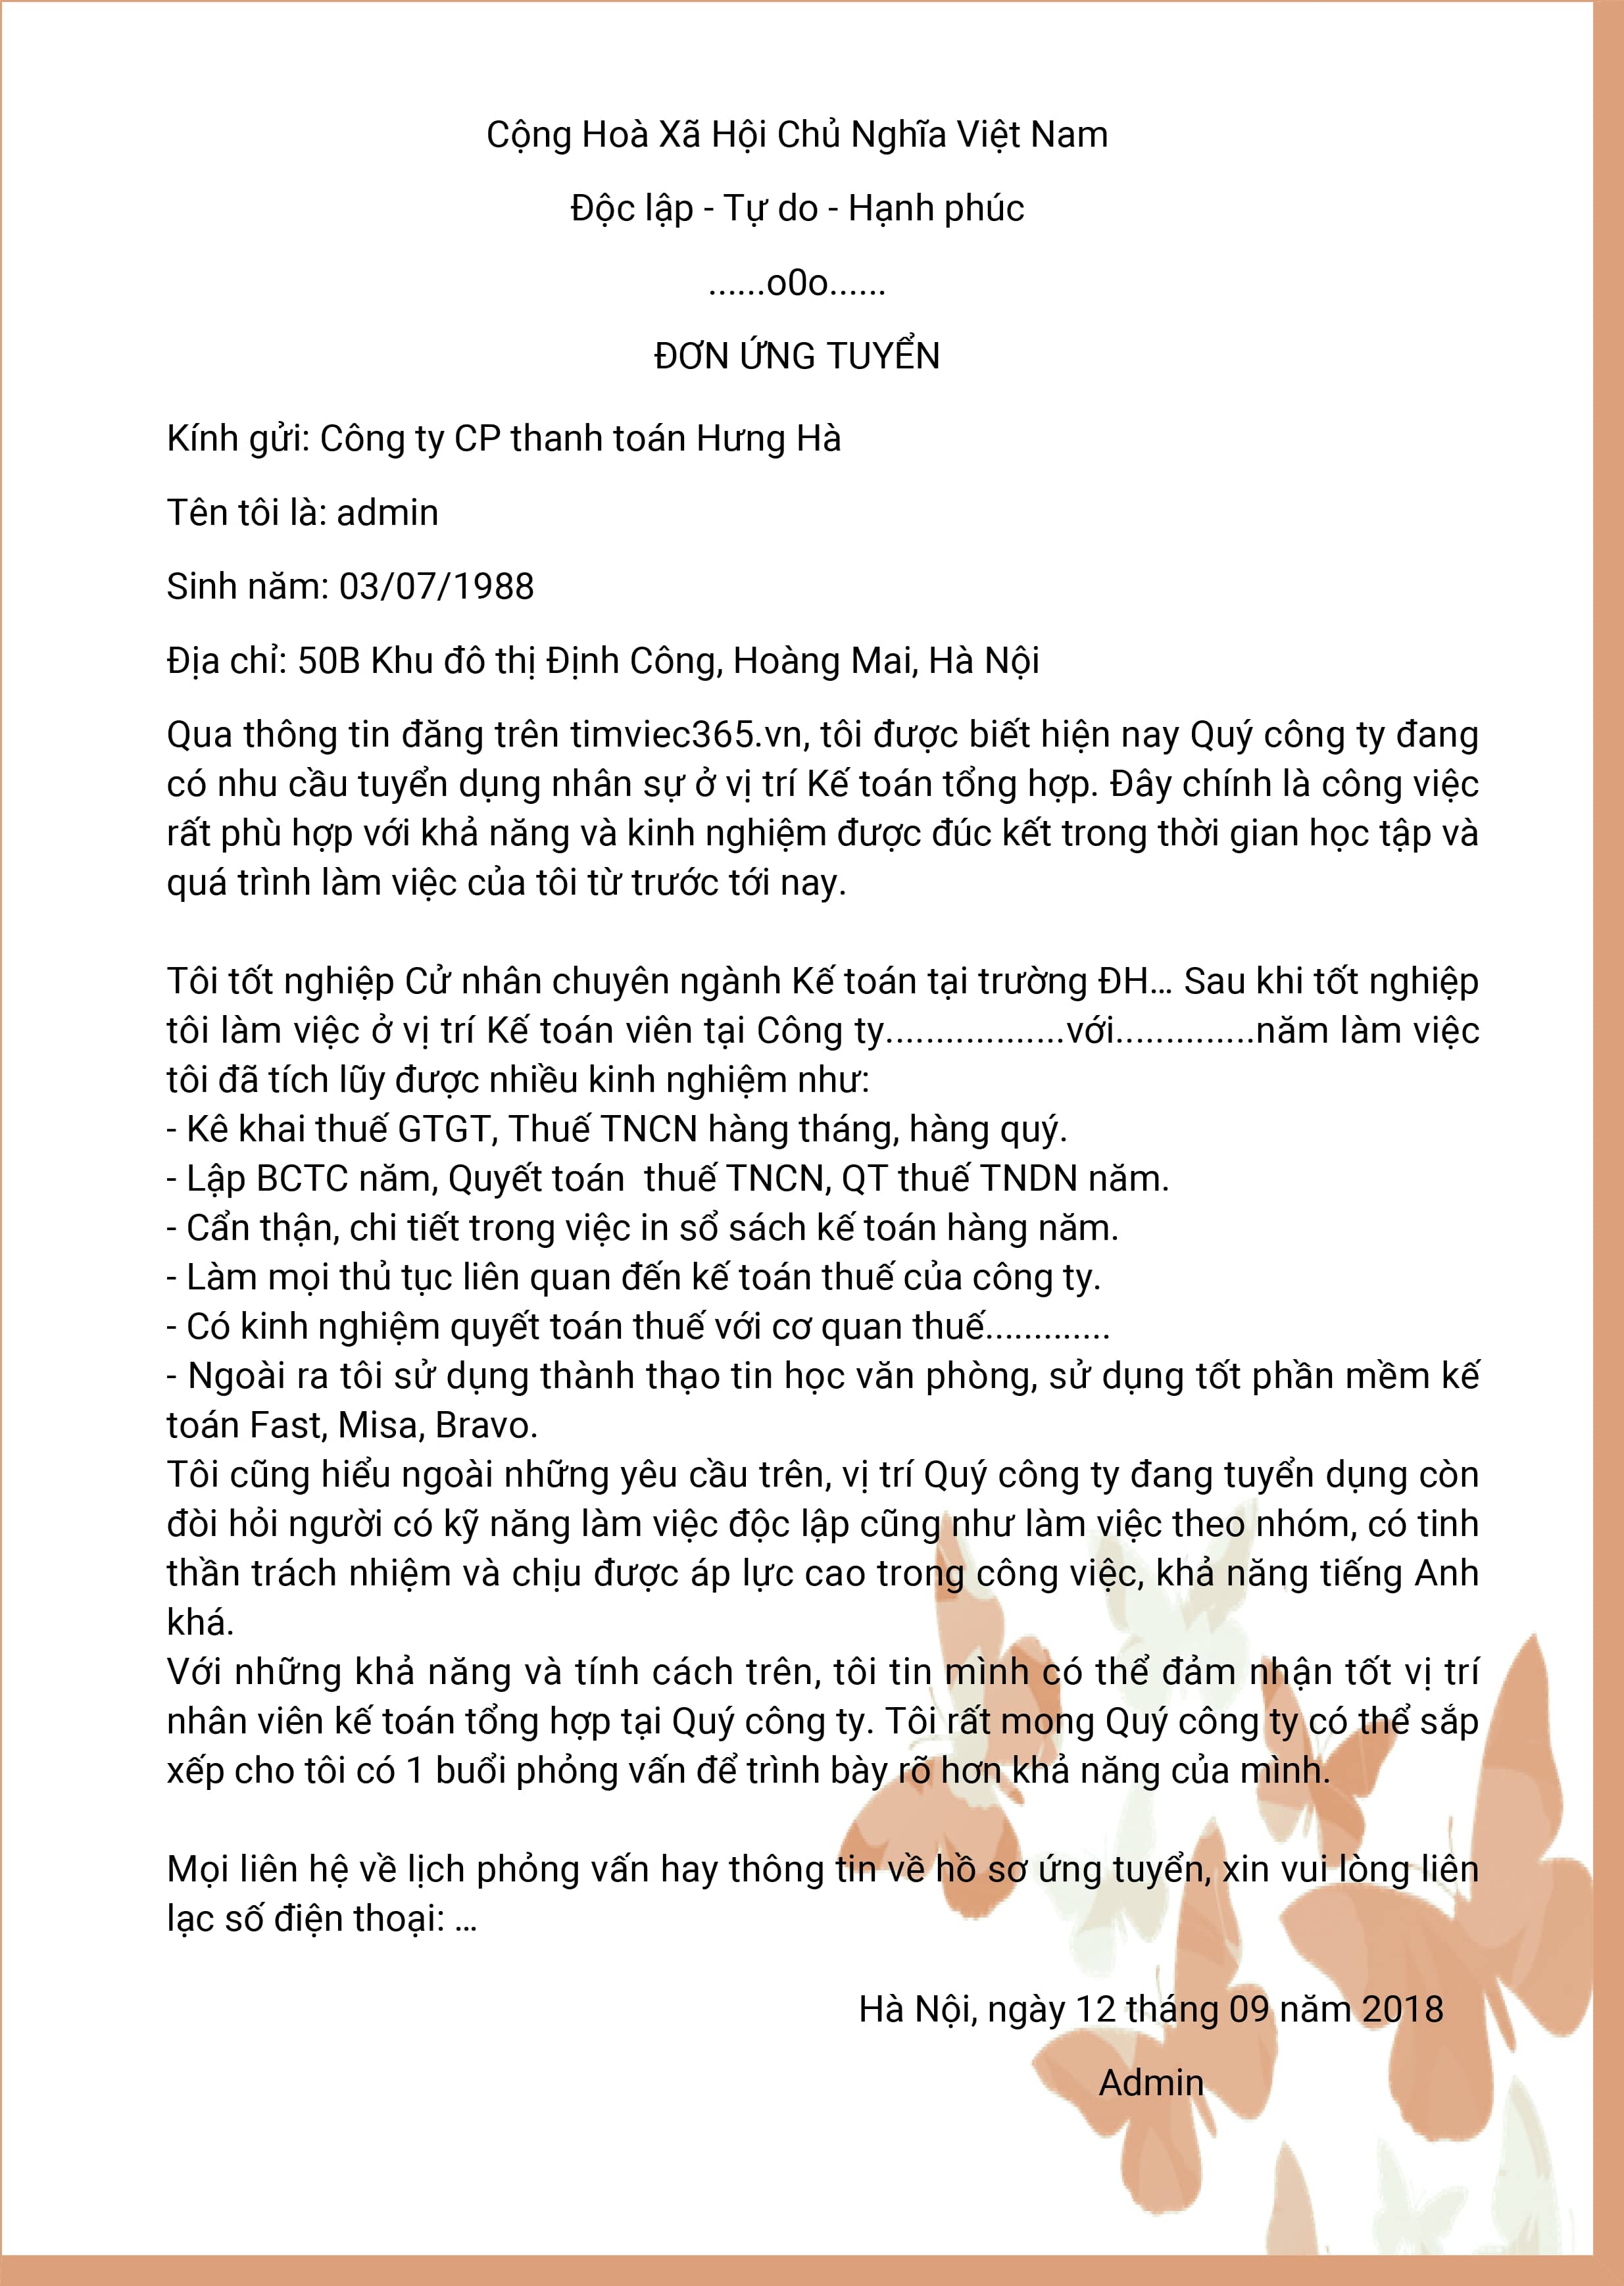 Cộng Hoà Xã Hội Chủ Nghĩa Việt Nam
Độc lập - Tự do - Hạnh phúc
......o0o......
ĐƠN ỨNG TUYỂN
Kính gửi: Công ty CP thanh toán Hưng Hà
Tên tôi là: admin
Sinh năm: 03/07/1988
Địa chỉ: 50B Khu đô thị Định Công, Hoàng Mai, Hà Nội
Qua thông tin đăng trên timviec365.vn, tôi được biết hiện nay Quý công ty đang
có nhu cầu tuyển dụng nhân sự ở vị trí Kế toán tổng hợp. Đây chính là công việc
rất phù hợp với khả năng và kinh nghiệm được đúc kết trong thời gian học tập và
quá trình làm việc của tôi từ trước tới nay.
Tôi tốt nghiệp Cử nhân chuyên ngành Kế toán tại trường ĐH... Sau khi tốt nghiệp
tôi làm việc ở vị trí Kế toán viên tại Công ty..................với..............năm làm việc
tôi đã tích lũy được nhiều kinh nghiệm như:
- Kê khai thuế GTGT, Thuế TNCN hàng tháng, hàng quý.
- Lập BCTC năm, Quyết toán  thuế TNCN, QT thuế TNDN năm.
- Cẩn thận, chi tiết trong việc in sổ sách kế toán hàng năm.
- Làm mọi thủ tục liên quan đến kế toán thuế của công ty.
- Có kinh nghiệm quyết toán thuế với cơ quan thuế.............
- Ngoài ra tôi sử dụng thành thạo tin học văn phòng, sử dụng tốt phần mềm kế
toán Fast, Misa, Bravo.
Tôi cũng hiểu ngoài những yêu cầu trên, vị trí Quý công ty đang tuyển dụng còn
đòi hỏi người có kỹ năng làm việc độc lập cũng như làm việc theo nhóm, có tinh
thần trách nhiệm và chịu được áp lực cao trong công việc, khả năng tiếng Anh
khá.
Với những khả năng và tính cách trên, tôi tin mình có thể đảm nhận tốt vị trí
nhân viên kế toán tổng hợp tại Quý công ty. Tôi rất mong Quý công ty có thể sắp
xếp cho tôi có 1 buổi phỏng vấn để trình bày rõ hơn khả năng của mình.
Mọi liên hệ về lịch phỏng vấn hay thông tin về hồ sơ ứng tuyển, xin vui lòng liên
lạc số điện thoại: ...
Hà Nội, ngày 12 tháng 09 năm 2018
Admin